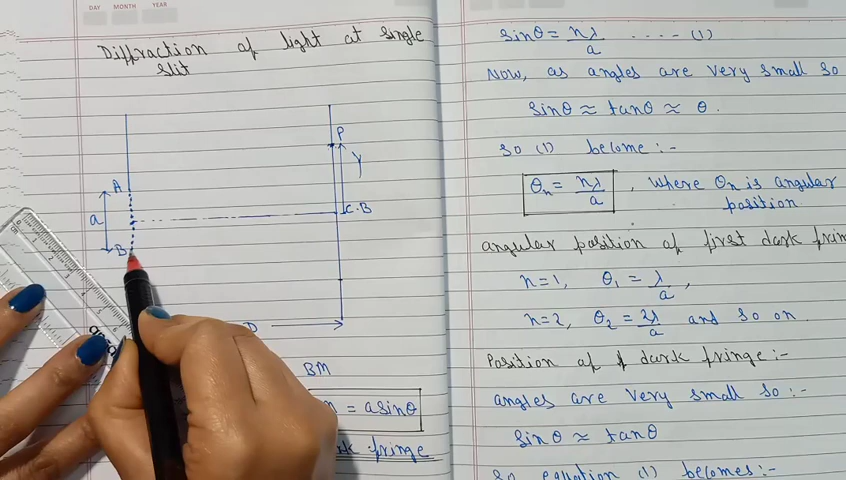 DAY MONTH YEAR
Diffraction of light at single
slit
P
Y
A
a
C.B
B
D
BM
= asinθ
fringe
sinθ = nλ/a ..... (1)
Now, as angles are very small so
sinθ ≈ tanθ ≈ θ.
So (1) become :-
θn = nλ/a , where θn is angular
position
angular position of first dark
n=1, θ1 = λ/a ,
n=2, θ2 = 2λ/a and so on
Position of dark fringe :-
angles are very small so :-
sinθ ≈ tanθ
So equation (1) becomes :-